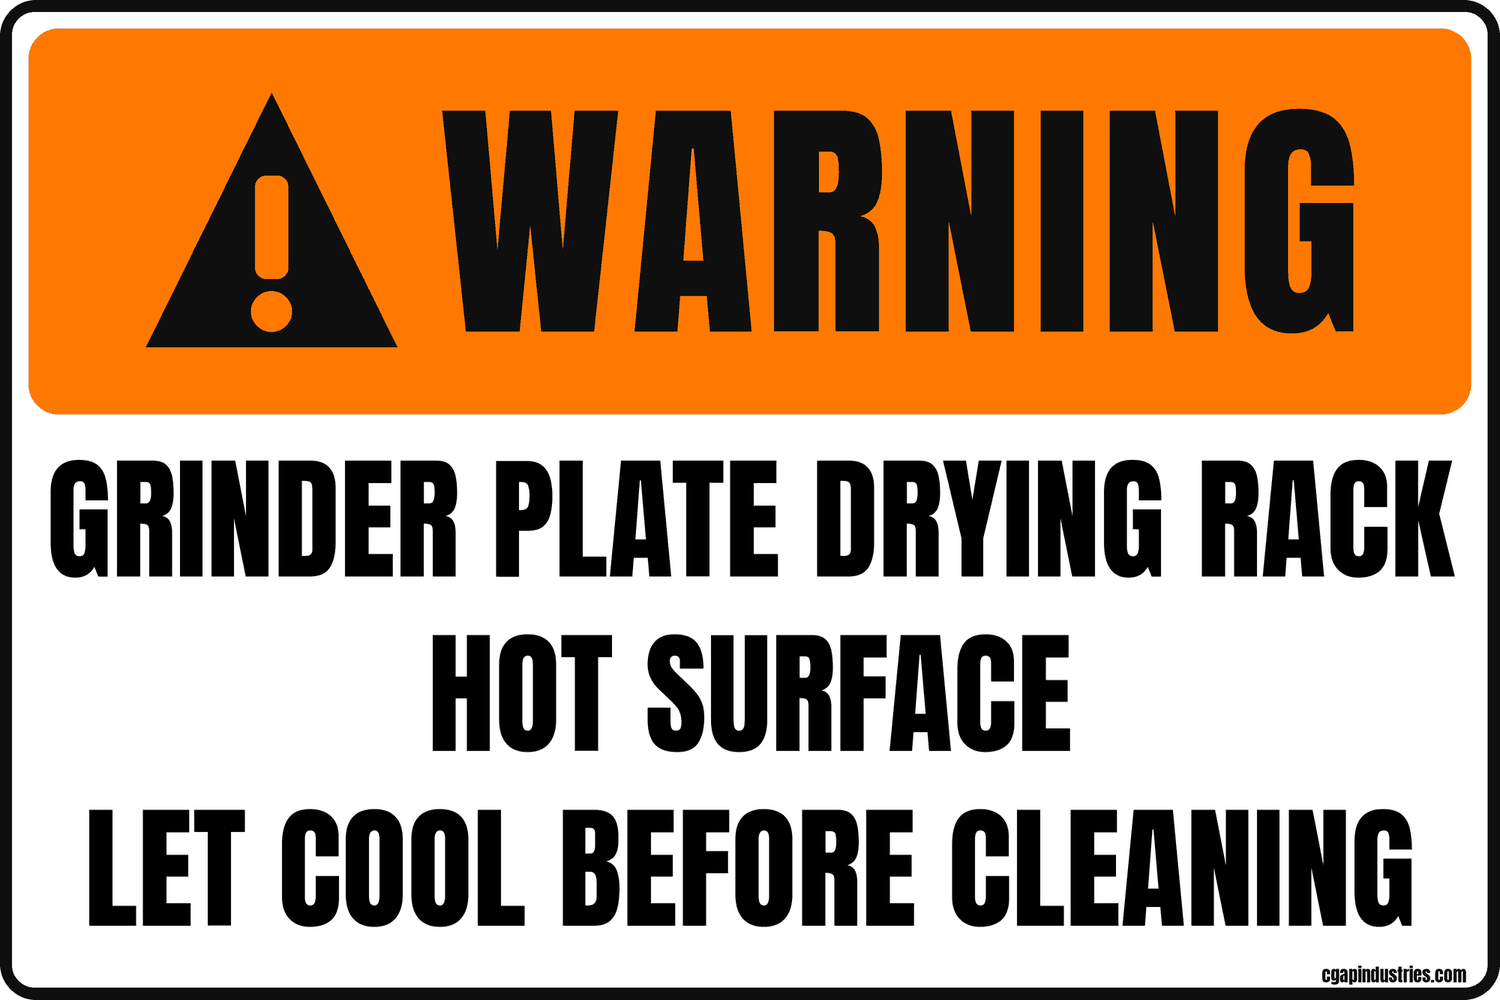 WARNING
GRINDER PLATE DRYING RACK
HOT SURFACE
LET COOL BEFORE CLEANING
cgapindustries.com